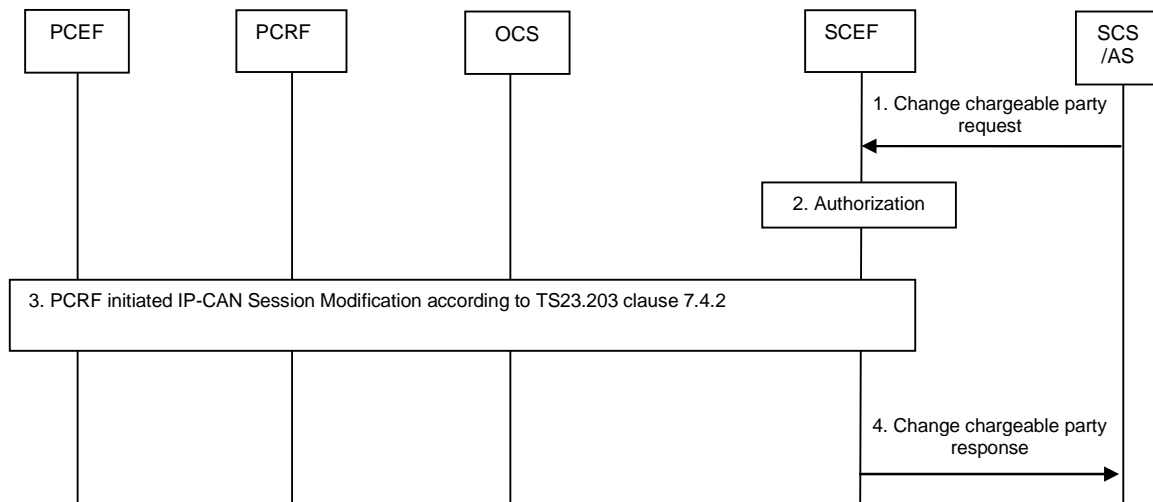 PCEF
PCRF
OCS
SCEF
SCS
/AS
1. Change chargeable party
request
2. Authorization
3. PCRF initiated IP-CAN Session Modification according to TS23.203 clause 7.4.2
4. Change chargeable party
response